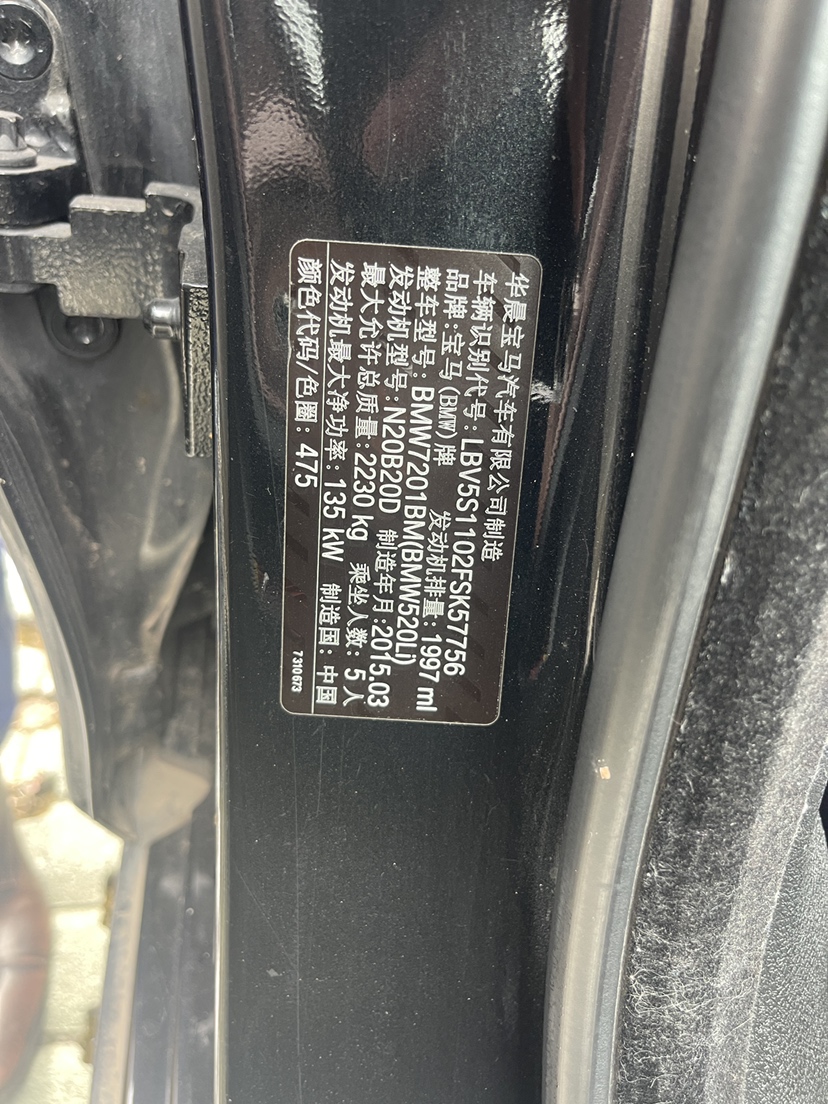 华晨宝马汽车有限公司制造
车辆识别代号：LBV5S1102FSK57756
品牌：宝马(BMW)牌 发动机排量：1997 ml
整车型号：BMW7201BM(BMW520Li)
发动机型号：N20B20D 制造年月：2015.03
最大允许总质量：2230 kg 乘坐人数：5人
发动机最大净功率：135 kW 制造国：中国
颜色代码/色圈：475
7310673